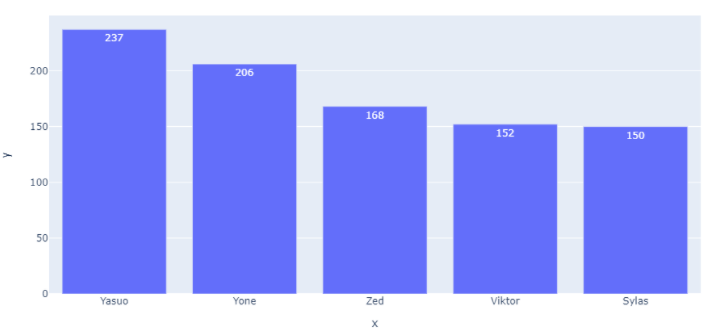 237
206
168
152
150
200
150
100
50
0
y
Yasuo
Yone
Zed
Viktor
Sylas
x